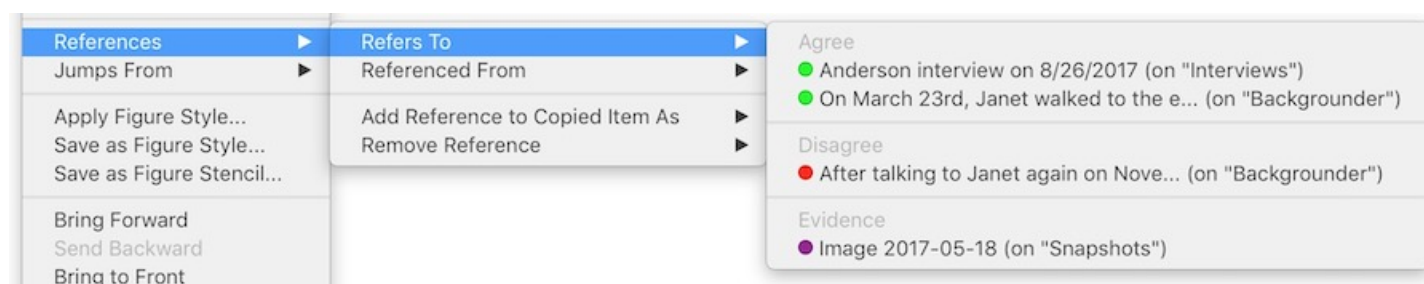 References
Jumps From
Apply Figure Style...
Save as Figure Style...
Save as Figure Stencil...
Bring Forward
Send Backward
Bring to Front
Refers To
Referenced From
Add Reference to Copied Item As
Remove Reference
Agree
Anderson interview on 8/26/2017 (on "Interviews")
On March 23rd, Janet walked to the e... (on "Backgrounder")
Disagree
After talking to Janet again on Nove... (on "Backgrounder")
Evidence
Image 2017-05-18 (on "Snapshots")